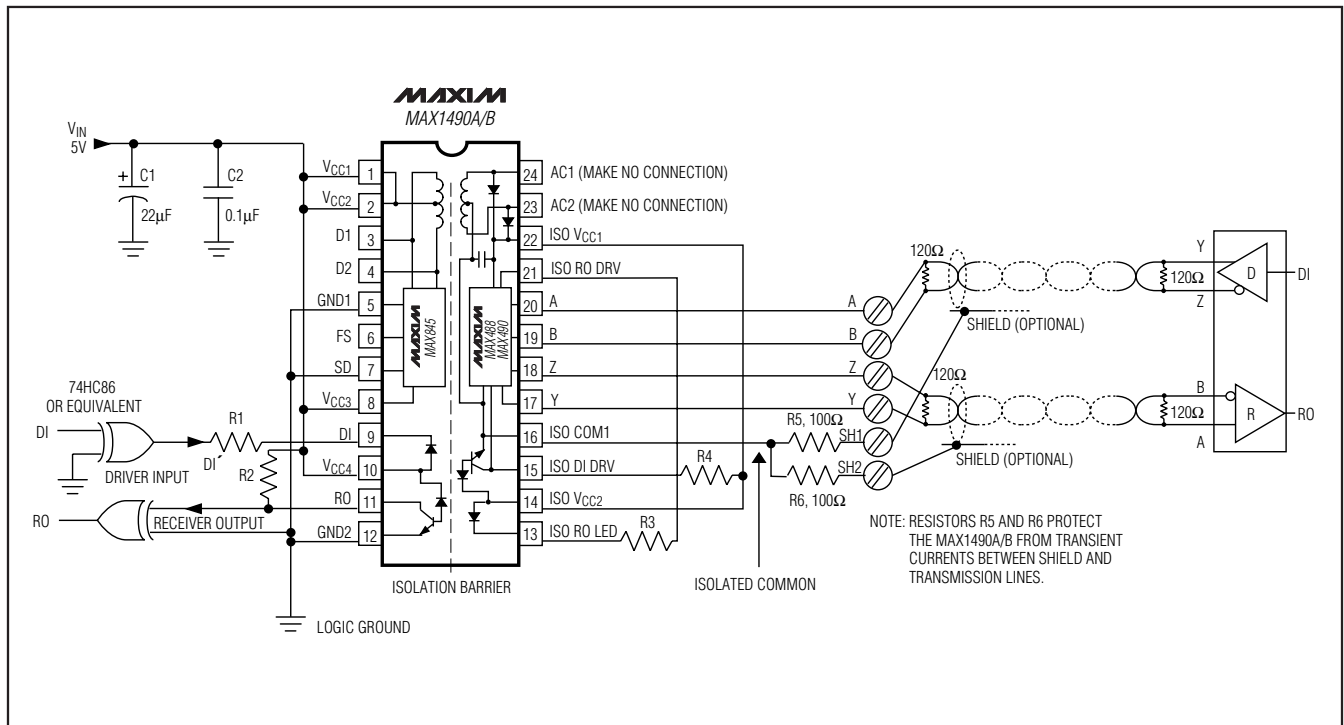 MAXIM
MAX1490A/B
VIN
5V
+ C1
22µF
C2
0.1µF
VCC1 1
VCC2 2
D1 3
D2 4
GND1 5
FS 6
SD 7
VCC3 8
DI 9
VCC4 10
RO 11
GND2 12
24 AC1 (MAKE NO CONNECTION)
23 AC2 (MAKE NO CONNECTION)
22 ISO VCC1
21 ISO RO DRV
20 A
19 B
18 Z
17 Y
16 ISO COM1
15 ISO DI DRV
14 ISO VCC2
13 ISO RO LED
MAXIM
MAX845
MAXIM
MAX488
MAX490
ISOLATION BARRIER
74HC86
OR EQUIVALENT
DI
R1
DI´
DRIVER INPUT
R2
RO
RECEIVER OUTPUT
LOGIC GROUND
R4
R3
A
B
Z
Y
R5, 100Ω
SH1
SH2
R6, 100Ω
ISOLATED COMMON
120Ω
SHIELD (OPTIONAL)
120Ω
Y
Z
D
DI
120Ω
SHIELD (OPTIONAL)
120Ω
B
A
R
RO
NOTE: RESISTORS R5 AND R6 PROTECT
THE MAX1490A/B FROM TRANSIENT
CURRENTS BETWEEN SHIELD AND
TRANSMISSION LINES.